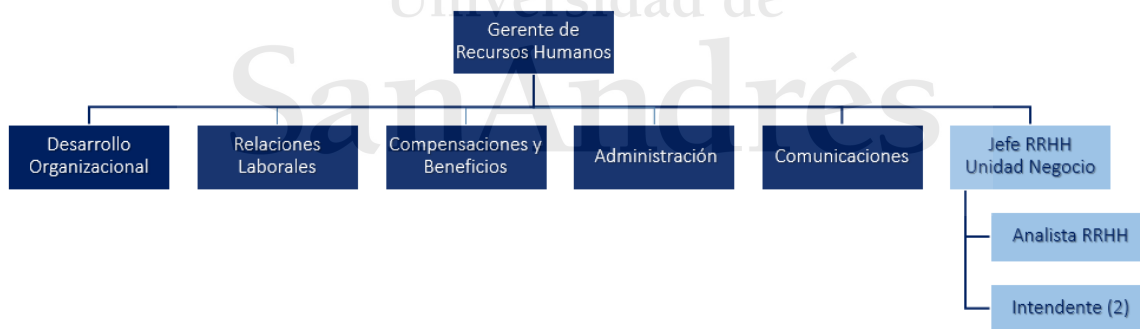 Universidad de
SanAndrés
Gerente de
Recursos Humanos
Desarrollo
Organizacional
Relaciones
Laborales
Compensaciones y
Beneficios
Administración
Comunicaciones
Jefe RRHH
Unidad Negocio
Analista RRHH
Intendente (2)